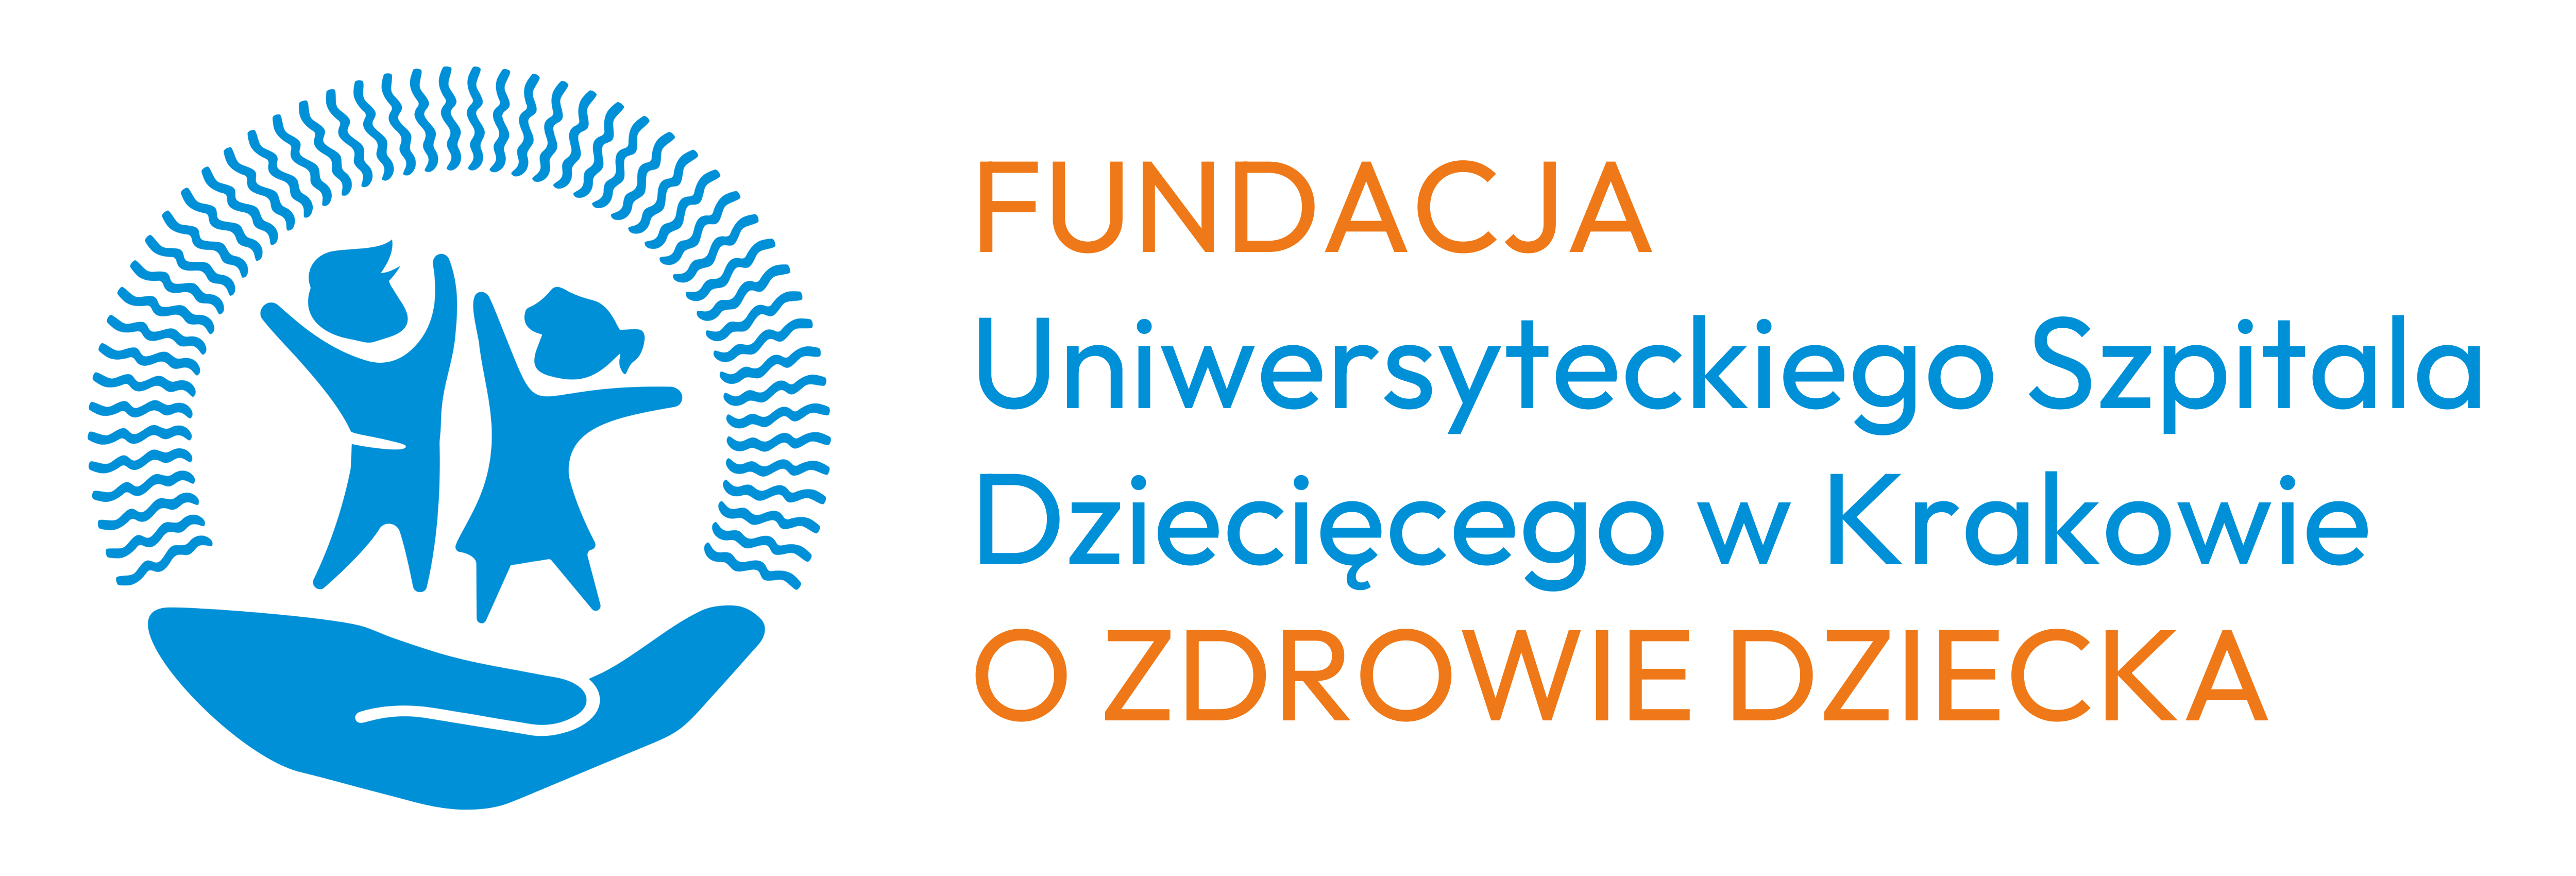 FUNDACJA
Uniwersyteckiego Szpitala
Dziecięcego w Krakowie
O ZDROWIE DZIECKA